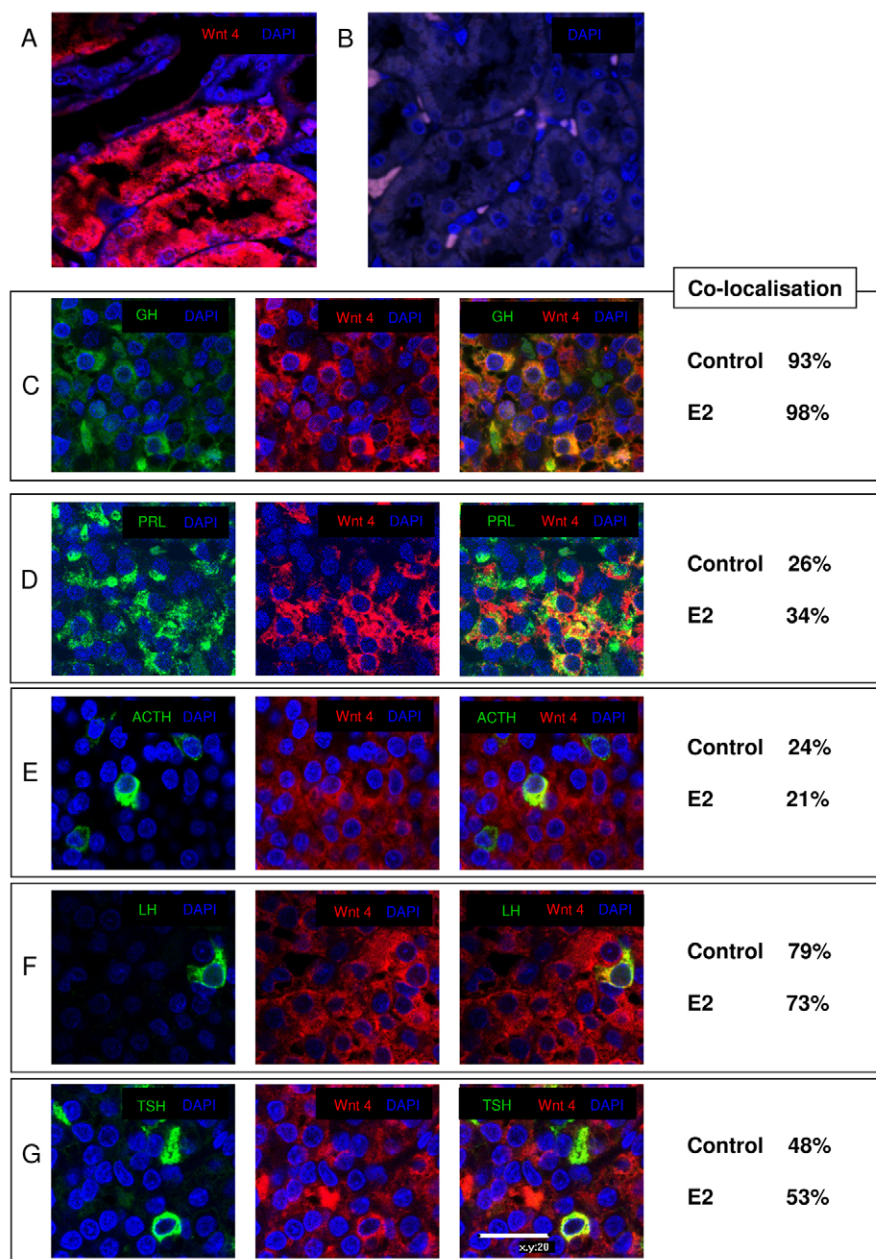 A
Wnt 4 DAPI
B
DAPI
Co-localisation
C
GH DAPI
Wnt 4 DAPI
GH Wnt 4
Control 93%
E2 98%
D
PRL DAPI
Wnt 4 DAPI
PRL Wnt 4 DAPI
Control 26%
E2 34%
E
ACTH DAPI
Wnt 4 DAPI
ACTH Wnt 4 DAPI
Control 24%
E2 21%
F
LH DAPI
Wnt 4 DAPI
LH Wnt 4 DAPI
Control 79%
E2 73%
G
TSH DAPI
Wnt 4 DAPI
TSH Wnt 4 DAPI
Control 48%
E2 53%
x,y:20